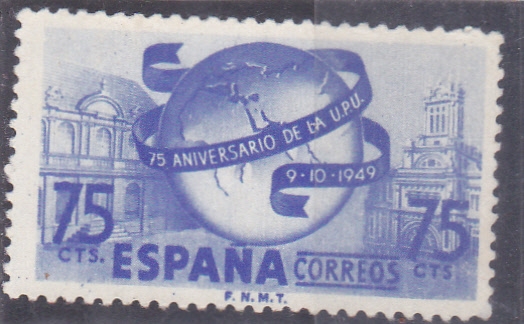 75 ANIVERSARIO DE LA U.P.U.
9-10-1949
75 CTS.
75 CTS
ESPAÑA CORREOS
F.N.M.T.